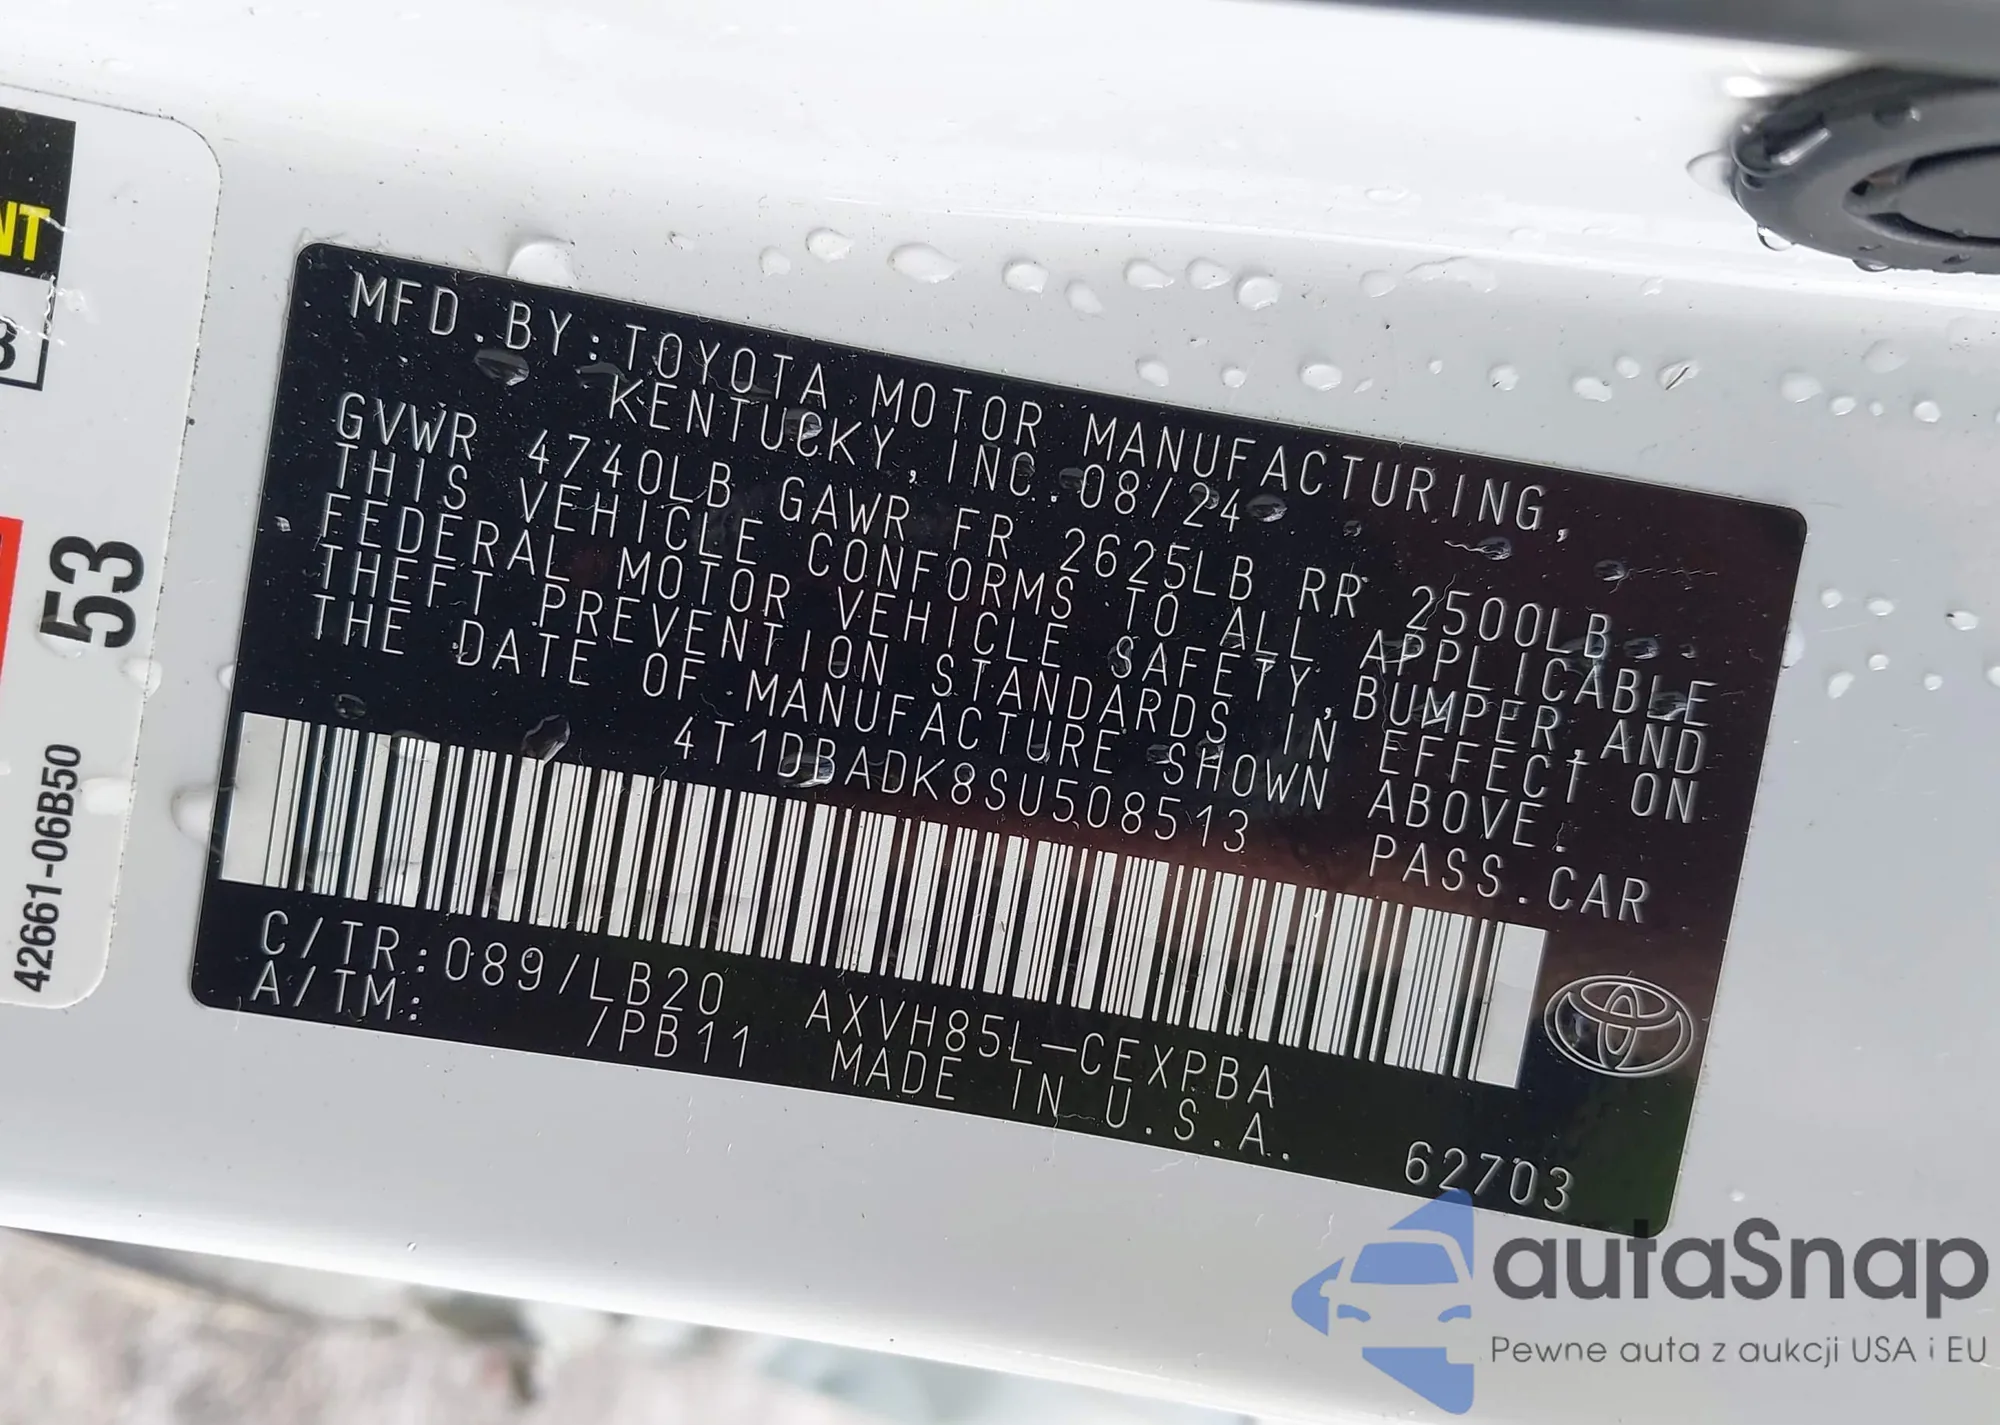 MFD.BY:TOYOTA MOTOR MANUFACTURING,
KENTUCKY,INC.08/24
GVWR 4740LB GAWR FR 2625LB RR 2500LB
THIS VEHICLE CONFORMS TO ALL APPLICABLE
FEDERAL MOTOR VEHICLE SAFETY,BUMPER,AND
THEFT PREVENTION STANDARDS IN EFFECT ON
THE DATE OF MANUFACTURE SHOWN ABOVE.
4T1DBADK8SU508513 PASS.CAR
C/TR:089/LB20 AXVH85L-CEXPBA
A/TM: /PB11 MADE IN U.S.A.
62703
NT
3
53
42661-06B50
autaSnap
Pewne auta z aukcji USA i EU